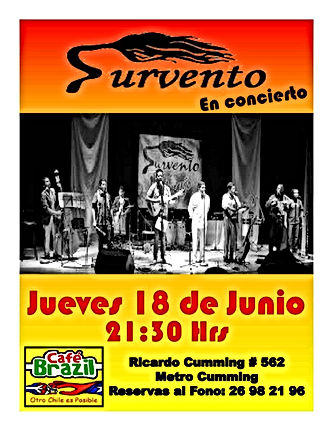 Survento
En concierto
Survento
Jueves 18 de Junio
21:30 Hrs
Café
Brazil
Otro Chile es Posible
Ricardo Cumming # 562
Metro Cumming
Reservas al Fono: 26 98 21 96